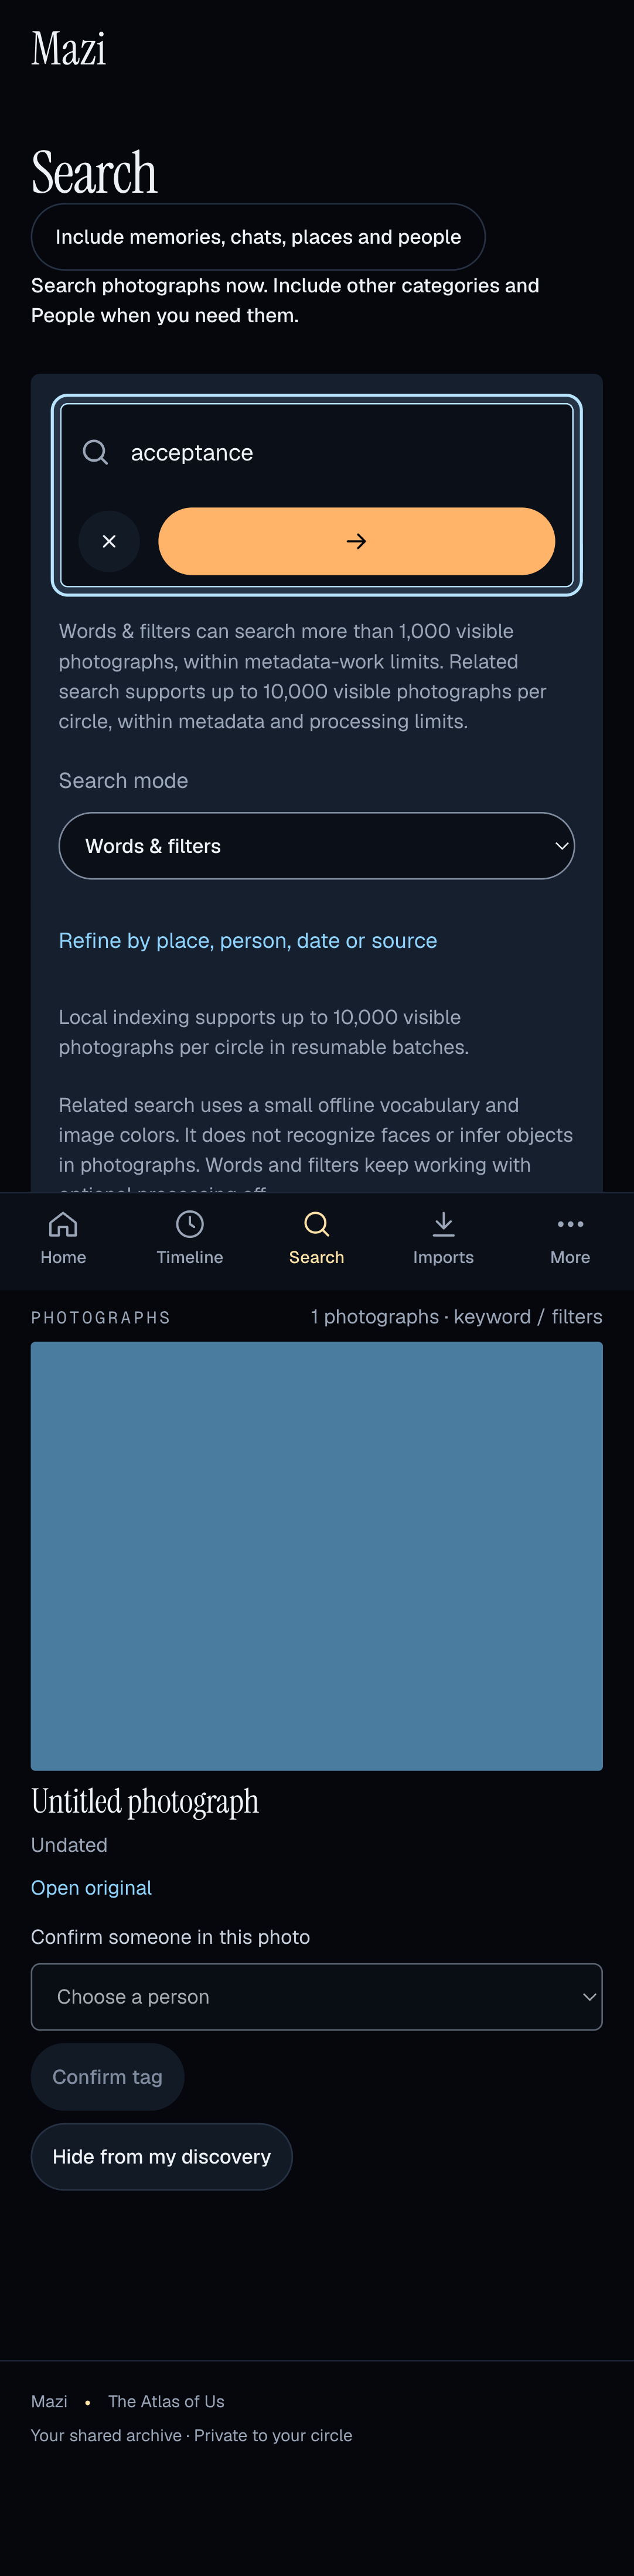 Mazi
Search
Include memories, chats, places and people
Search photographs now. Include other categories and
People when you need them.
acceptance
Words & filters can search more than 1,000 visible
photographs, within metadata-work limits. Related
search supports up to 10,000 visible photographs per
circle, within metadata and processing limits.
Search mode
Words & filters
Refine by place, person, date or source
Local indexing supports up to 10,000 visible
photographs per circle in resumable batches.
Related search uses a small offline vocabulary and
image colors. It does not recognize faces or infer objects
in photographs. Words and filters keep working with
optional processing off.
Home Timeline Search Imports More
PHOTOGRAPHS 1 photographs · keyword / filters
Untitled photograph
Undated
Open original
Confirm someone in this photo
Choose a person
Confirm tag
Hide from my discovery
Mazi • The Atlas of Us
Your shared archive · Private to your circle